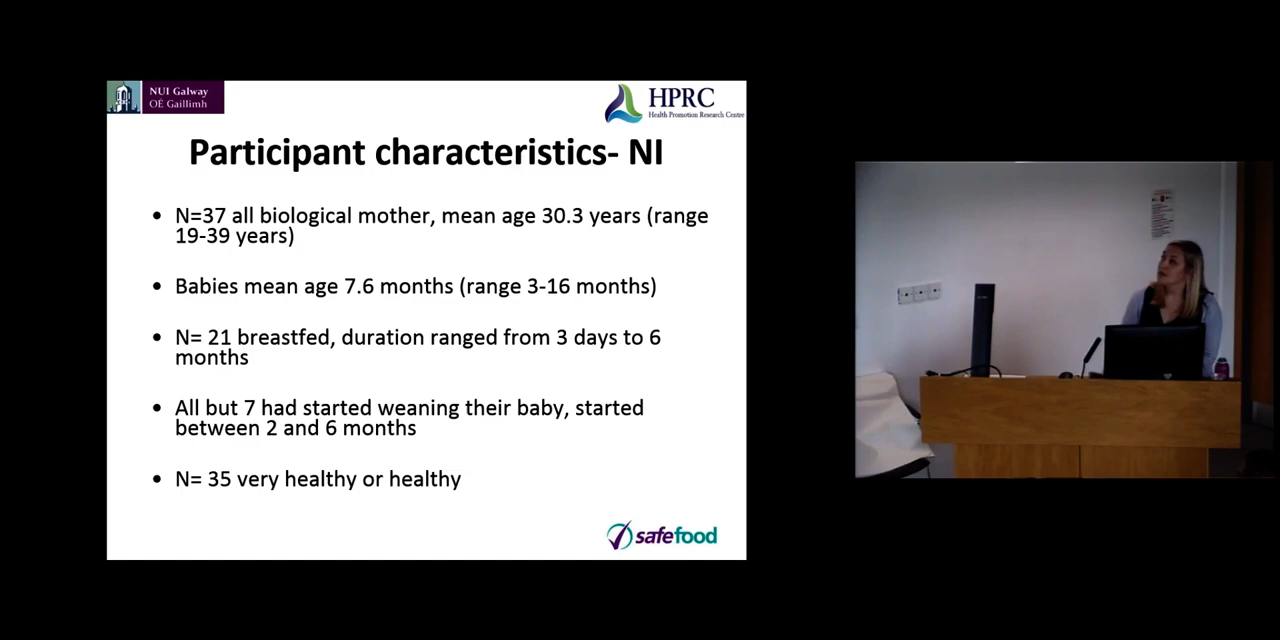 NUI Galway
OÉ Gaillimh
HPRC
Health Promotion Research Centre
Participant characteristics- NI
• N=37 all biological mother, mean age 30.3 years (range
19-39 years)
• Babies mean age 7.6 months (range 3-16 months)
• N= 21 breastfed, duration ranged from 3 days to 6
months
• All but 7 had started weaning their baby, started
between 2 and 6 months
• N= 35 very healthy or healthy
safefood